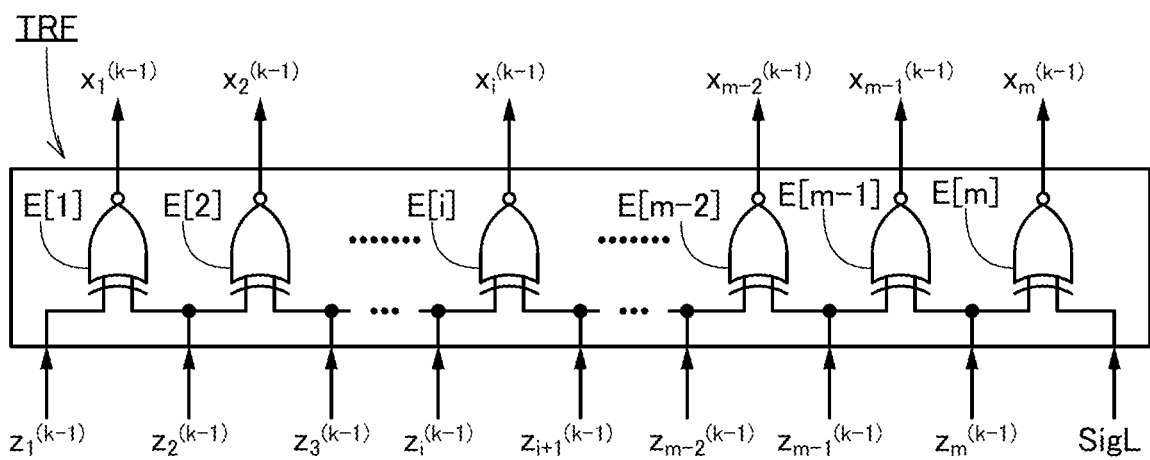 TRF
x₁⁽ᵏ⁻¹⁾ x₂⁽ᵏ⁻¹⁾ xᵢ⁽ᵏ⁻¹⁾ xₘ₋₂⁽ᵏ⁻¹⁾ xₘ₋₁⁽ᵏ⁻¹⁾ xₘ⁽ᵏ⁻¹⁾
E[1] E[2] E[i] E[m-2] E[m-1] E[m]
z₁⁽ᵏ⁻¹⁾ z₂⁽ᵏ⁻¹⁾ z₃⁽ᵏ⁻¹⁾ zᵢ⁽ᵏ⁻¹⁾ zᵢ₊₁⁽ᵏ⁻¹⁾ zₘ₋₂⁽ᵏ⁻¹⁾ zₘ₋₁⁽ᵏ⁻¹⁾ zₘ⁽ᵏ⁻¹⁾ SigL